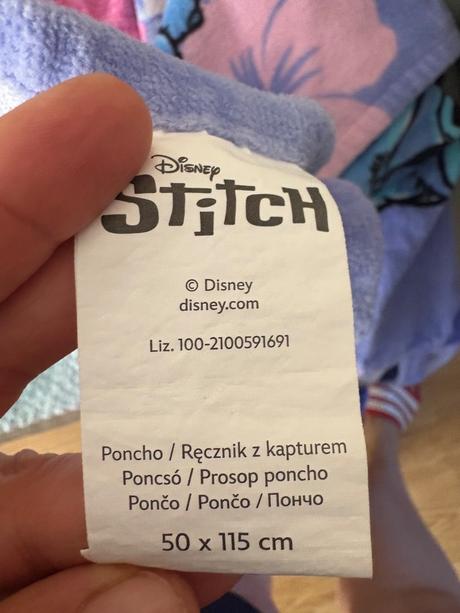 Disney
Stitch
© Disney
disney.com
Liz. 100-2100591691
Poncho / Ręcznik z kapturem
Poncsó / Prosop poncho
Pončo / Pončo / Пончо
50 x 115 cm